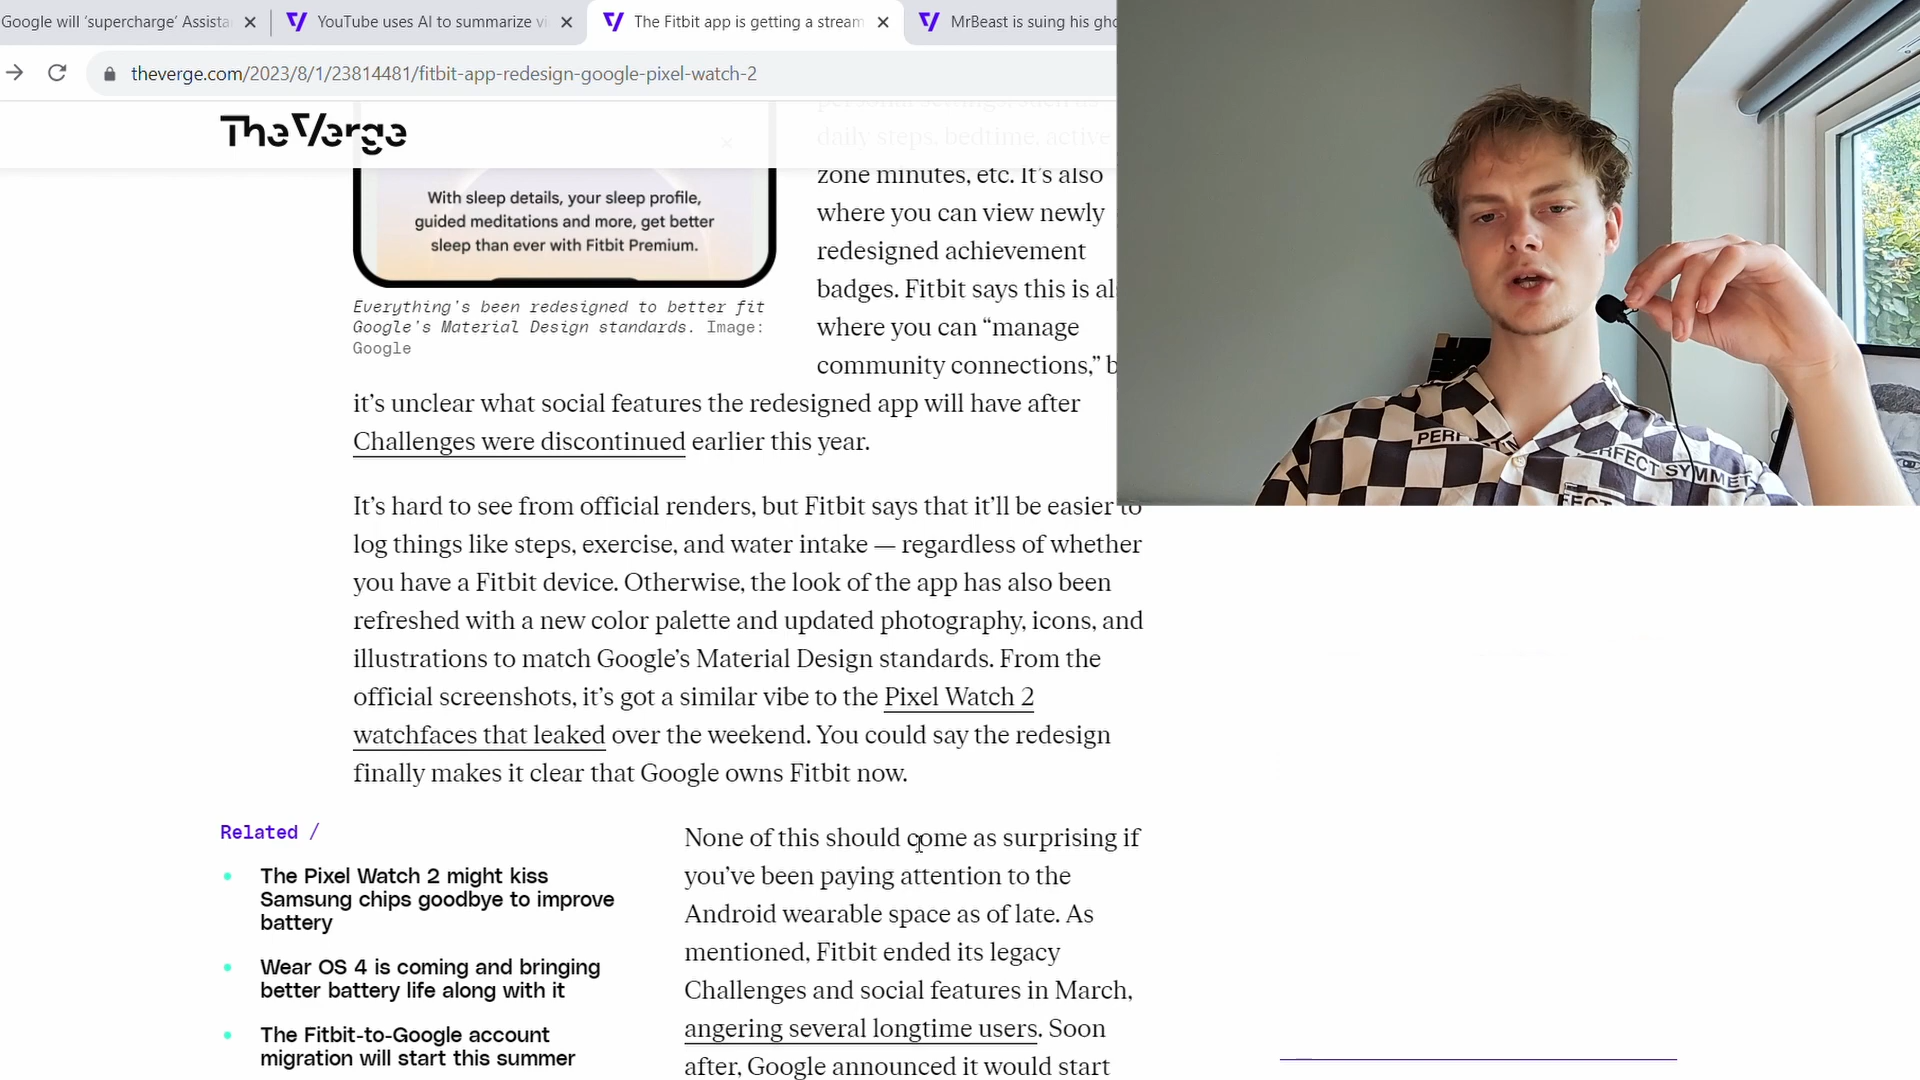 Google will ‘supercharge’ Assista
YouTube uses AI to summarize vi
The Fitbit app is getting a stream
MrBeast is suing his gho
theverge.com/2023/8/1/23814481/fitbit-app-redesign-google-pixel-watch-2
The Verge
personal settings, such as
daily steps, bedtime, active
zone minutes, etc. It’s also
where you can view newly
redesigned achievement
badges. Fitbit says this is al
where you can “manage
community connections,” b
With sleep details, your sleep profile,
guided meditations and more, get better
sleep than ever with Fitbit Premium.
Everything’s been redesigned to better fit
Google’s Material Design standards. Image:
Google
it’s unclear what social features the redesigned app will have after
Challenges were discontinued earlier this year.
It’s hard to see from official renders, but Fitbit says that it’ll be easier to
log things like steps, exercise, and water intake — regardless of whether
you have a Fitbit device. Otherwise, the look of the app has also been
refreshed with a new color palette and updated photography, icons, and
illustrations to match Google’s Material Design standards. From the
official screenshots, it’s got a similar vibe to the Pixel Watch 2
watchfaces that leaked over the weekend. You could say the redesign
finally makes it clear that Google owns Fitbit now.
Related /
The Pixel Watch 2 might kiss
Samsung chips goodbye to improve
battery
Wear OS 4 is coming and bringing
better battery life along with it
The Fitbit-to-Google account
migration will start this summer
None of this should come as surprising if
you’ve been paying attention to the
Android wearable space as of late. As
mentioned, Fitbit ended its legacy
Challenges and social features in March,
angering several longtime users. Soon
after, Google announced it would start
PERF
RFECT SYMMET
FECT